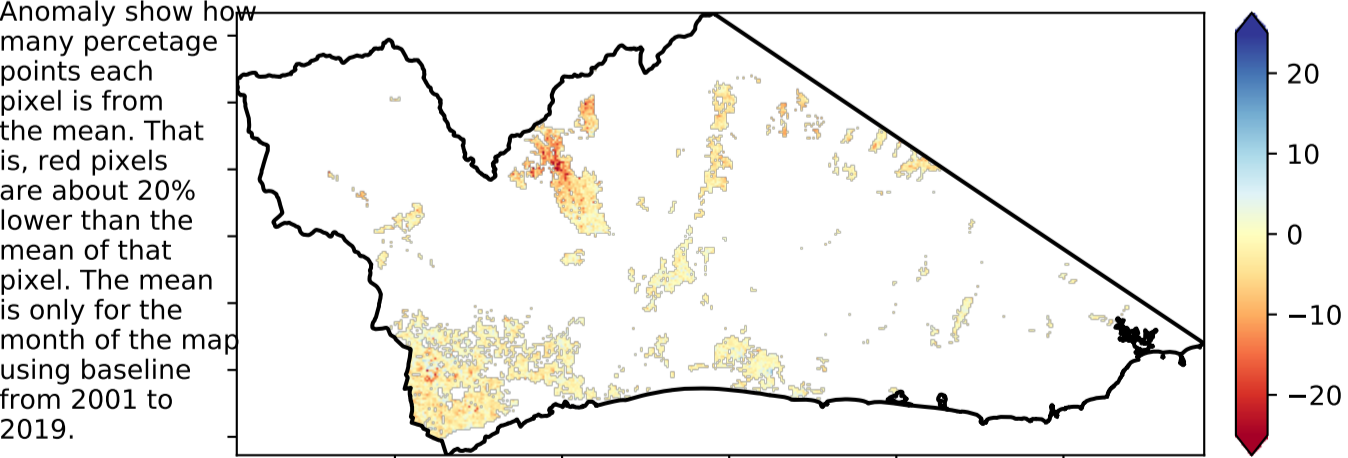 Anomaly show how
many percetage
points each
pixel is from
the mean. That
is, red pixels
are about 20%
lower than the
mean of that
pixel. The mean
is only for the
month of the map
using baseline
from 2001 to
2019.
20
10
0
−10
−20